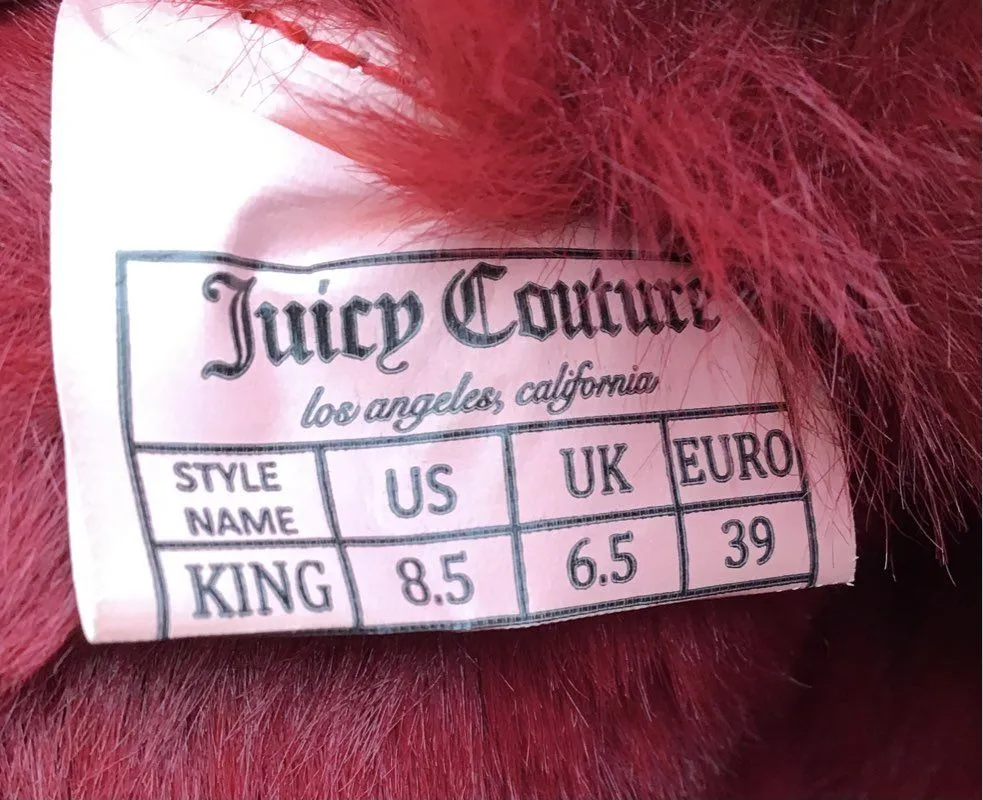 Juicy Couture
los angeles, california
STYLE NAME US UK EURO
KING 8.5 6.5 39